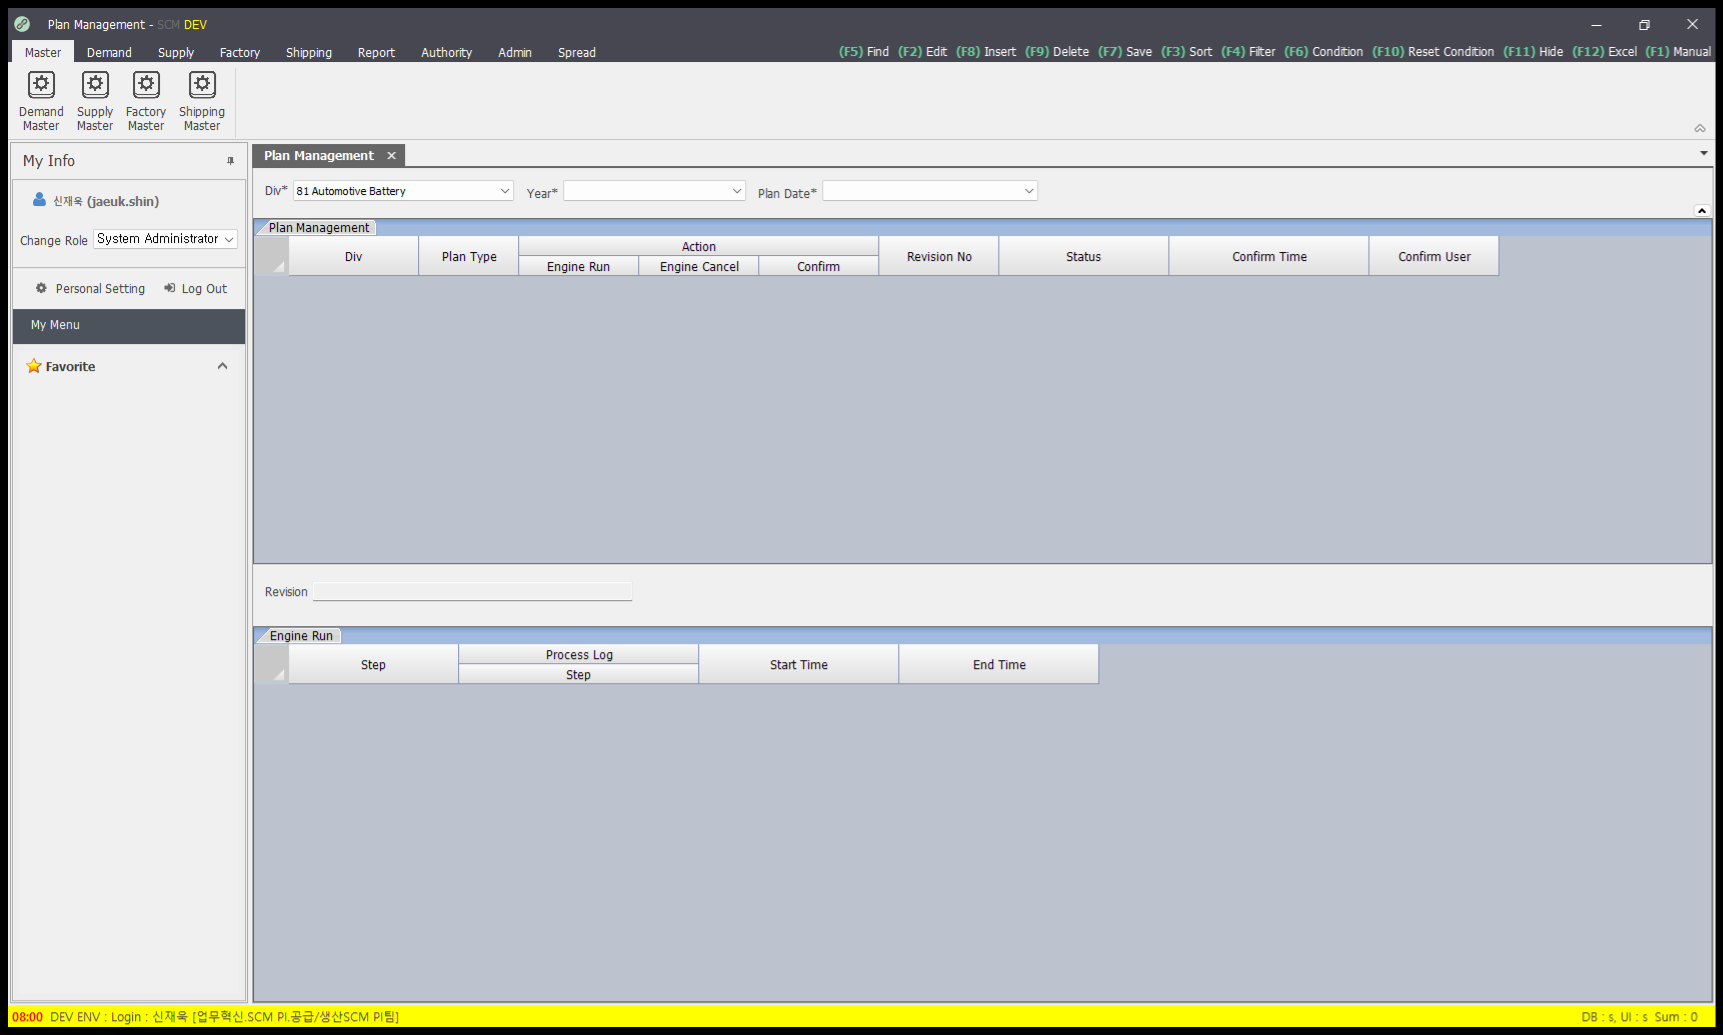 Plan Management - SCM DEV
Master Demand Supply Factory Shipping Report Authority Admin Spread (F5) Find (F2) Edit (F8) Insert (F9) Delete (F7) Save (F3) Sort (F4) Filter (F6) Condition (F10) Reset Condition (F11) Hide (F12) Excel (F1) Manual
Demand Master
Supply Master
Factory Master
Shipping Master
My Info
신재욱 (jaeuk.shin)
Change Role System Administrator
Personal Setting Log Out
My Menu
Favorite
Plan Management
Div* 81 Automotive Battery Year* Plan Date*
Plan Management
Div Plan Type Action Revision No Status Confirm Time Confirm User
Engine Run Engine Cancel Confirm
Revision
Engine Run
Step Process Log Start Time End Time
Step
08:00 DEV ENV : Login : 신재욱 [업무혁신.SCM PI.공급/생산SCM PI팀] DB : s, UI : s Sum : 0